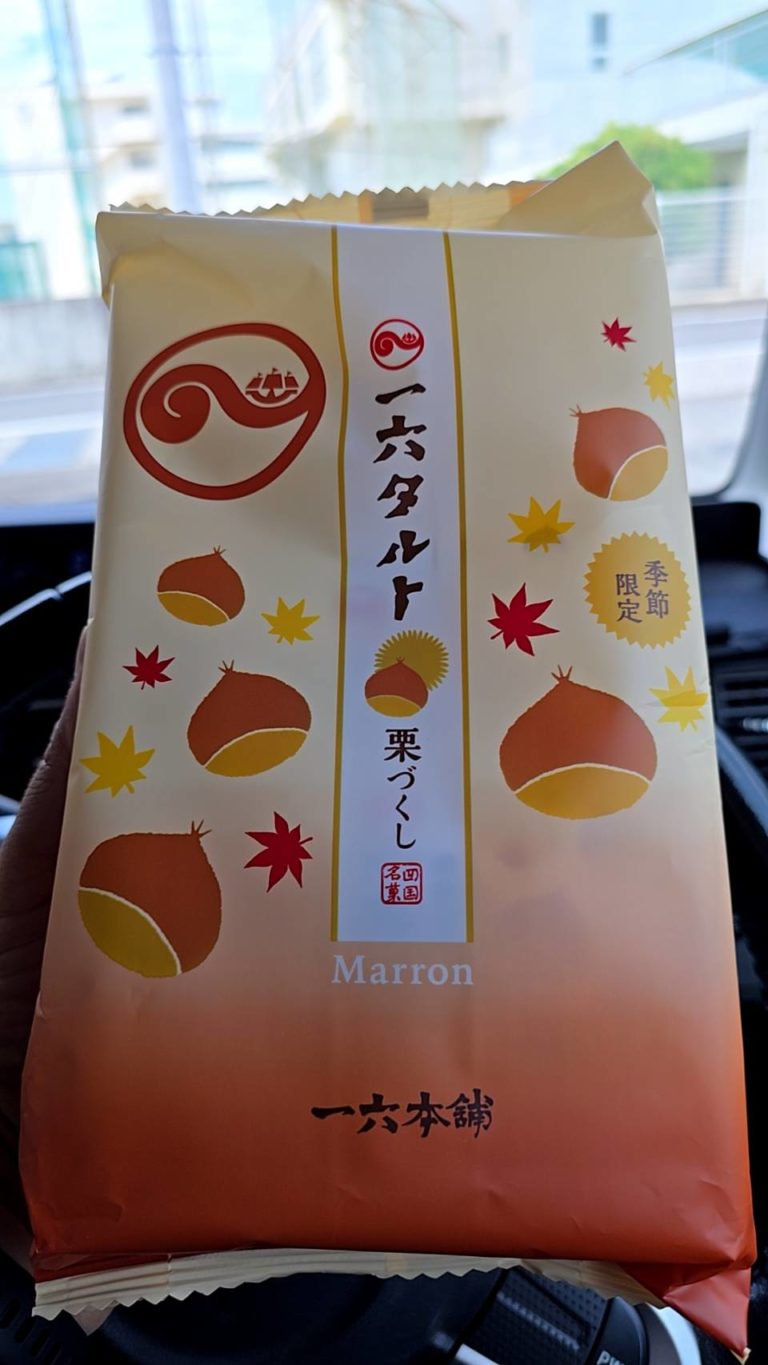 一六タルト
栗づくし
四国
名菓
季節
限定
Marron
一六本舗